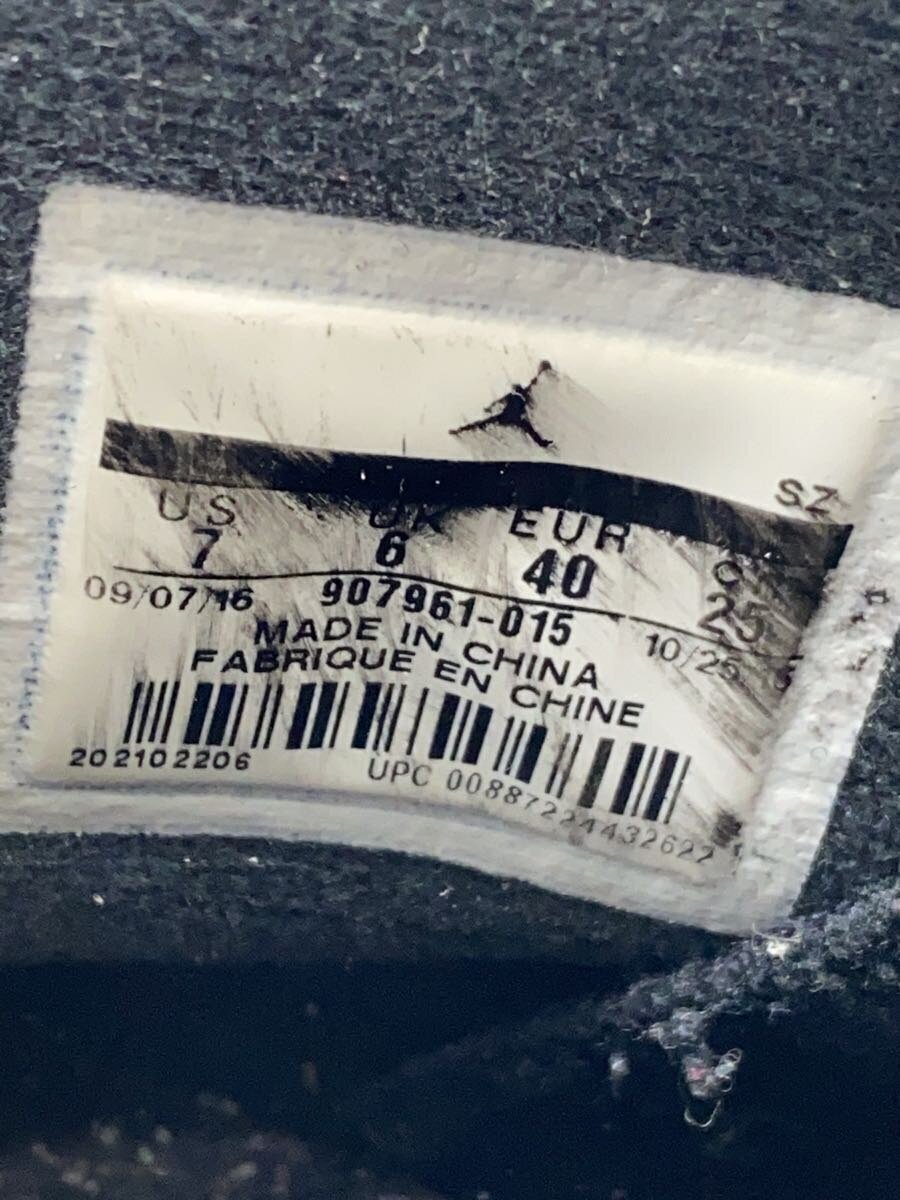 SZ
US UK EUR
7 6 40 25
09/07/16 907961-015 10/25
MADE IN CHINA
FABRIQUE EN CHINE
202102206 UPC 00887224432622